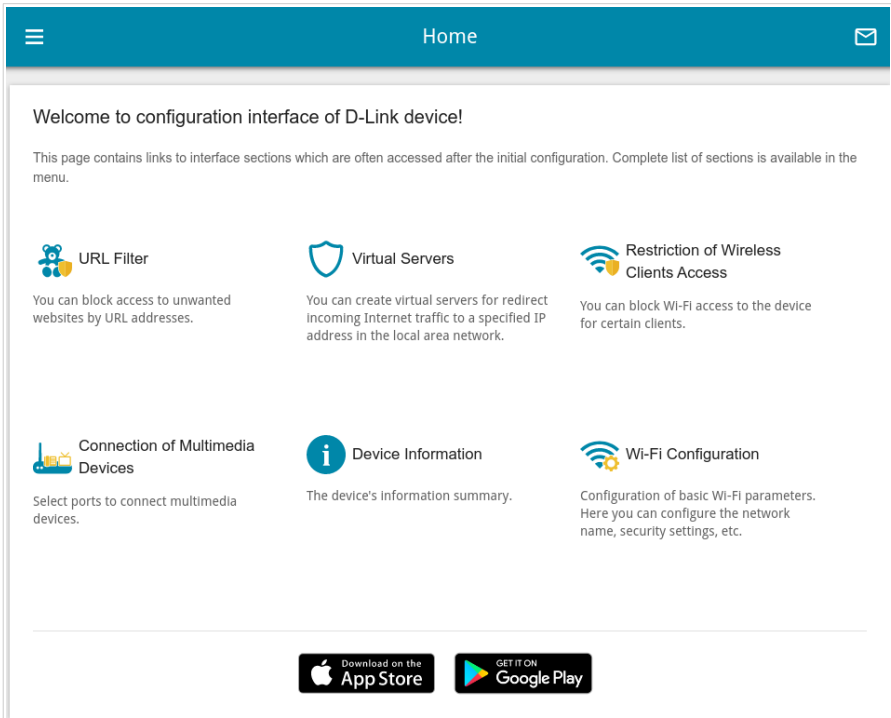 Home
Welcome to configuration interface of D-Link device!
This page contains links to interface sections which are often accessed after the initial configuration. Complete list of sections is available in the
menu.
URL Filter
You can block access to unwanted
websites by URL addresses.
Virtual Servers
You can create virtual servers for redirect
incoming Internet traffic to a specified IP
address in the local area network.
Restriction of Wireless
Clients Access
You can block Wi-Fi access to the device
for certain clients.
Connection of Multimedia
Devices
Select ports to connect multimedia
devices.
Device Information
The device's information summary.
Wi-Fi Configuration
Configuration of basic Wi-Fi parameters.
Here you can configure the network
name, security settings, etc.
Download on the
App Store
GET IT ON
Google Play